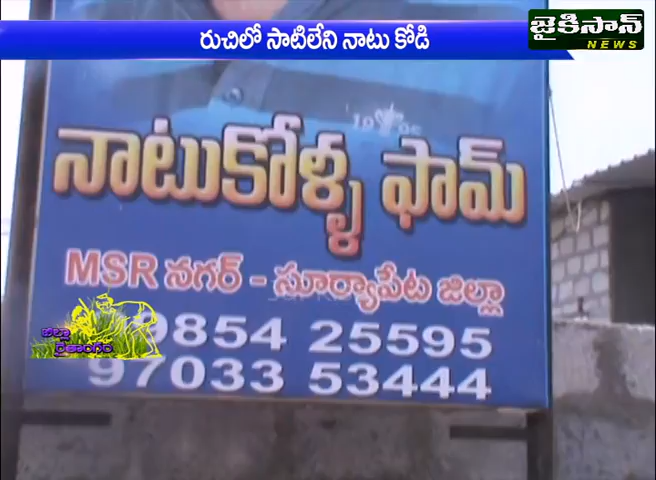 రుచిలో సాటిలేని నాటు కోడి
జైకిసాన్
NEWS
నాటుకోళ్ళ ఫామ్
MSR నగర్ - సూర్యాపేట జిల్లా
9854 25595
97033 53444
జిల్లా
రైతాంగం